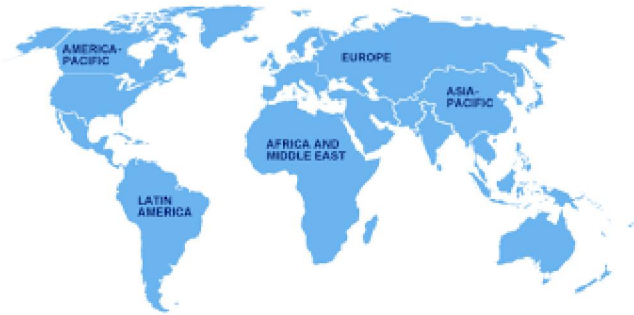 AMERICA-
PACIFIC
EUROPE
ASIA-
PACIFIC
AFRICA AND
MIDDLE EAST
LATIN
AMERICA